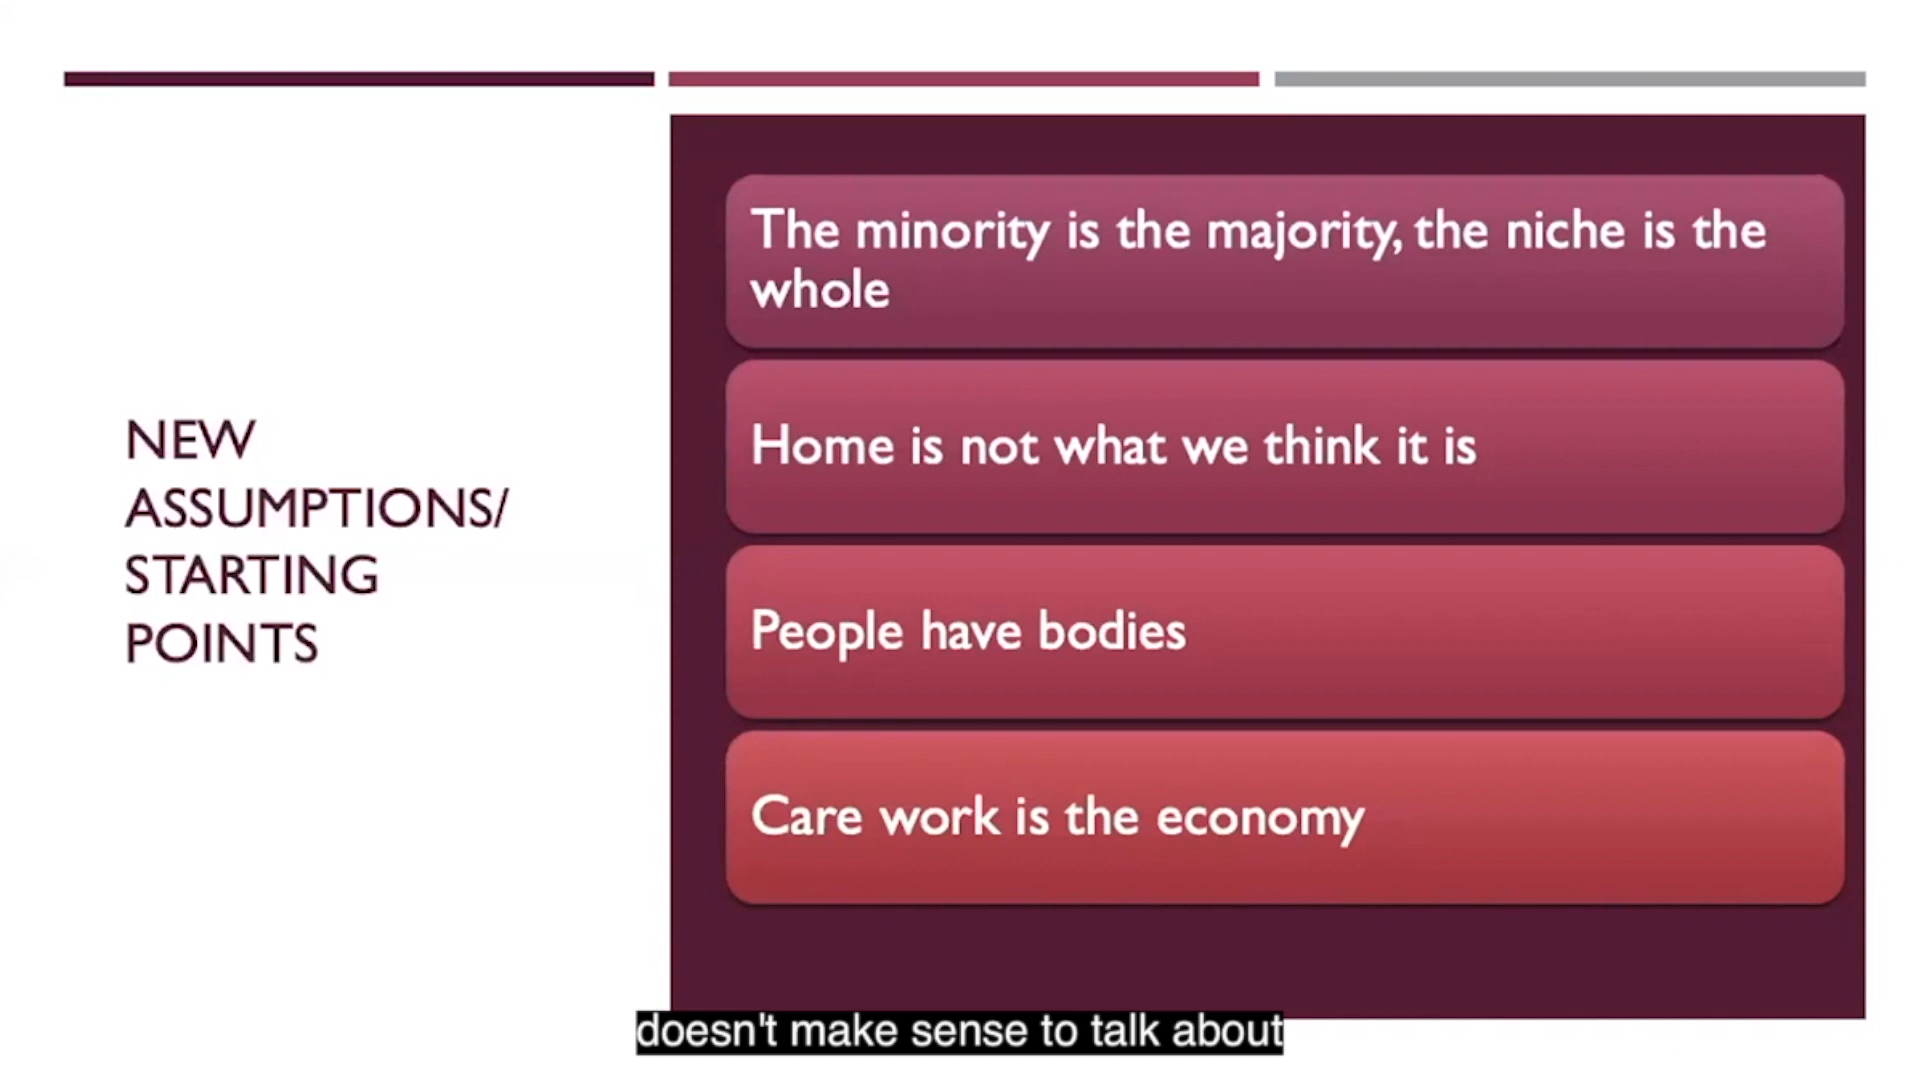 NEW
ASSUMPTIONS/
STARTING
POINTS
The minority is the majority, the niche is the
whole
Home is not what we think it is
People have bodies
Care work is the economy
doesn't make sense to talk about